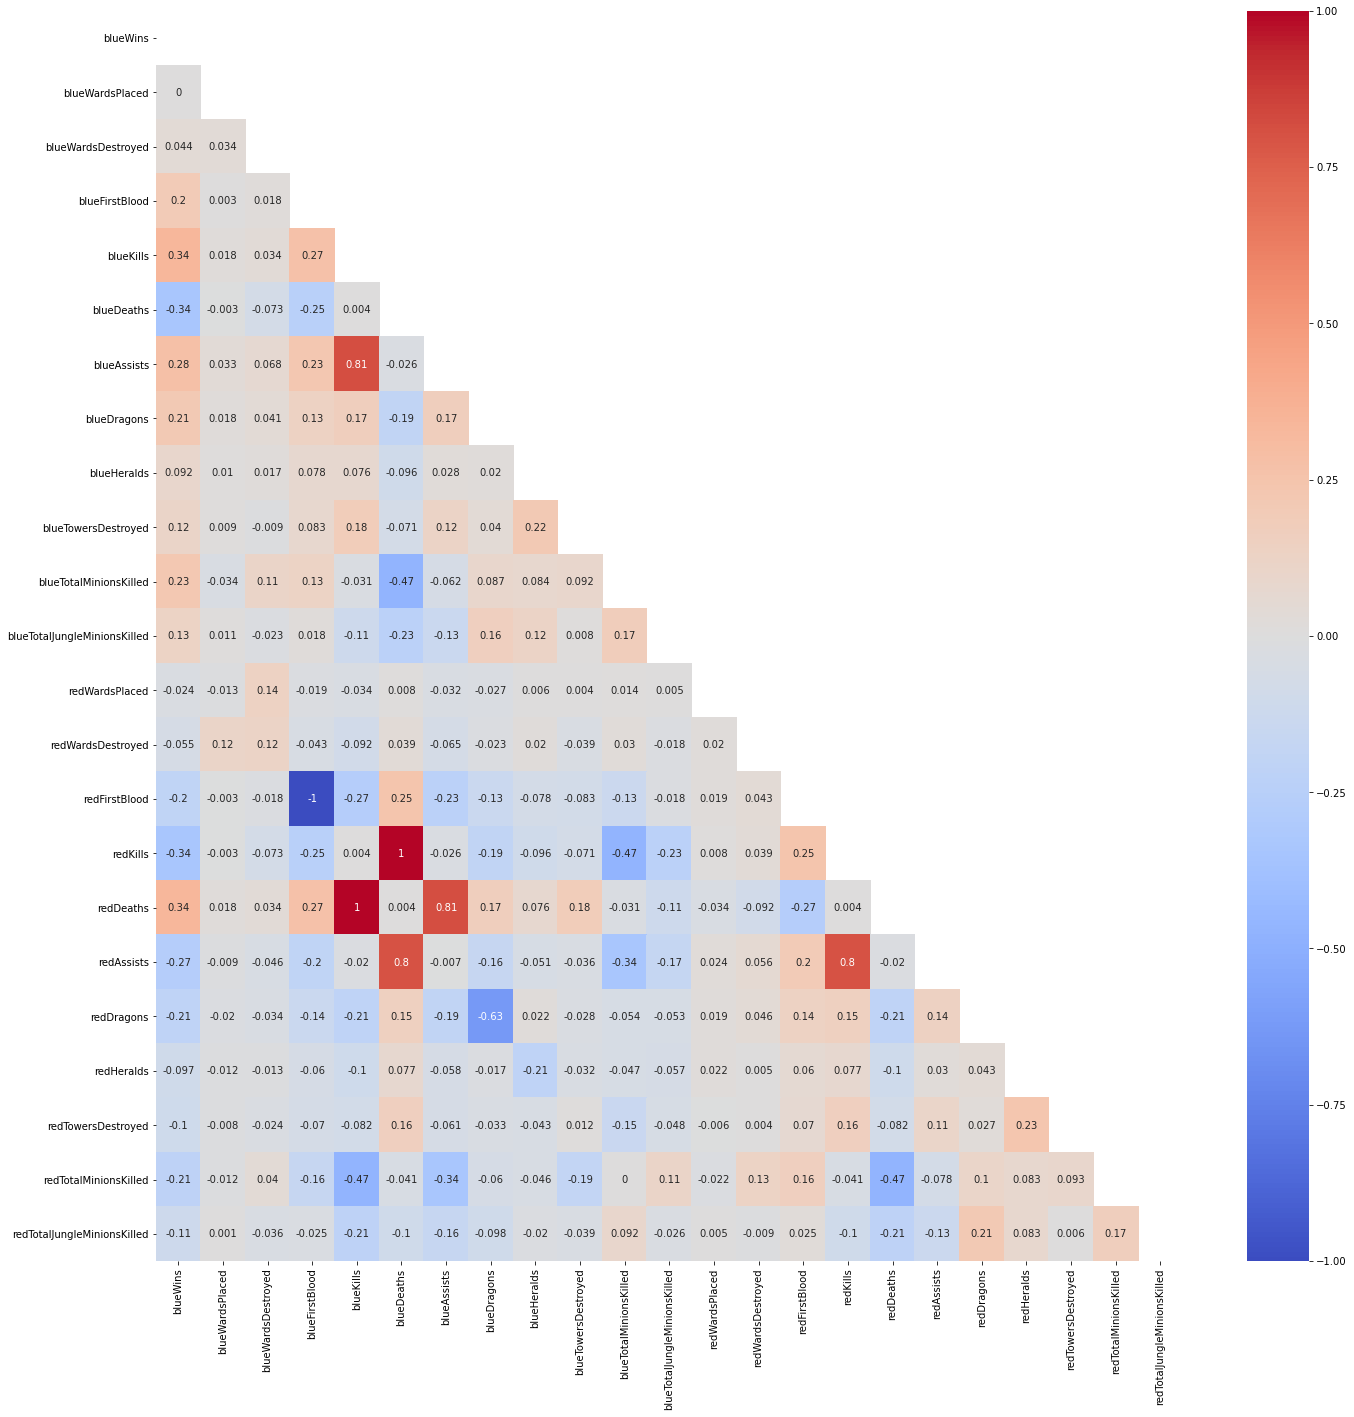 blueWins
blueWardsPlaced 0
blueWardsDestroyed 0.044 0.034
blueFirstBlood 0.2 0.003 0.018
blueKills 0.34 0.018 0.034 0.27
blueDeaths -0.34 -0.003 -0.073 -0.25 0.004
blueAssists 0.28 0.033 0.068 0.23 0.81 -0.026
blueDragons 0.21 0.018 0.041 0.13 0.17 -0.19 0.17
blueHeralds 0.092 0.01 0.017 0.078 0.076 -0.096 0.028 0.02
blueTowersDestroyed 0.12 0.009 -0.009 0.083 0.18 -0.071 0.12 0.04 0.22
blueTotalMinionsKilled 0.23 -0.034 0.11 0.13 -0.031 -0.47 -0.062 0.087 0.084 0.092
blueTotalJungleMinionsKilled 0.13 0.011 -0.023 0.018 -0.11 -0.23 -0.13 0.16 0.12 0.008 0.17
redWardsPlaced -0.024 -0.013 0.14 -0.019 -0.034 0.008 -0.032 -0.027 0.006 0.004 0.014 0.005
redWardsDestroyed -0.055 0.12 0.12 -0.043 -0.092 0.039 -0.065 -0.023 0.02 -0.039 0.03 -0.018 0.02
redFirstBlood -0.2 -0.003 -0.018 -1 -0.27 0.25 -0.23 -0.13 -0.078 -0.083 -0.13 -0.018 0.019 0.043
redKills -0.34 -0.003 -0.073 -0.25 0.004 1 -0.026 -0.19 -0.096 -0.071 -0.47 -0.23 0.008 0.039 0.25
redDeaths 0.34 0.018 0.034 0.27 1 0.004 0.81 0.17 0.076 0.18 -0.031 -0.11 -0.034 -0.092 -0.27 0.004
redAssists -0.27 -0.009 -0.046 -0.2 -0.02 0.8 -0.007 -0.16 -0.051 -0.036 -0.34 -0.17 0.024 0.056 0.2 0.8 -0.02
redDragons -0.21 -0.02 -0.034 -0.14 -0.21 0.15 -0.19 -0.63 0.022 -0.028 -0.054 -0.053 0.019 0.046 0.14 0.15 -0.21 0.14
redHeralds -0.097 -0.012 -0.013 -0.06 -0.1 0.077 -0.058 -0.017 -0.21 -0.032 -0.047 -0.057 0.022 0.005 0.06 0.077 -0.1 0.03 0.043
redTowersDestroyed -0.1 -0.008 -0.024 -0.07 -0.082 0.16 -0.061 -0.033 -0.043 0.012 -0.15 -0.048 -0.006 0.004 0.07 0.16 -0.082 0.11 0.027 0.23
redTotalMinionsKilled -0.21 -0.012 0.04 -0.16 -0.47 -0.041 -0.34 -0.06 -0.046 -0.19 0 0.11 -0.022 0.13 0.16 -0.041 -0.47 -0.078 0.1 0.083 0.093
redTotalJungleMinionsKilled -0.11 0.001 -0.036 -0.025 -0.21 -0.1 -0.16 -0.098 -0.02 -0.039 0.092 -0.026 0.005 -0.009 0.025 -0.1 -0.21 -0.13 0.21 0.083 0.006 0.17
blueWins
blueWardsPlaced
blueWardsDestroyed
blueFirstBlood
blueKills
blueDeaths
blueAssists
blueDragons
blueHeralds
blueTowersDestroyed
blueTotalMinionsKilled
blueTotalJungleMinionsKilled
redWardsPlaced
redWardsDestroyed
redFirstBlood
redKills
redDeaths
redAssists
redDragons
redHeralds
redTowersDestroyed
redTotalMinionsKilled
redTotalJungleMinionsKilled
1.00
0.75
0.50
0.25
0.00
−0.25
−0.50
−0.75
−1.00